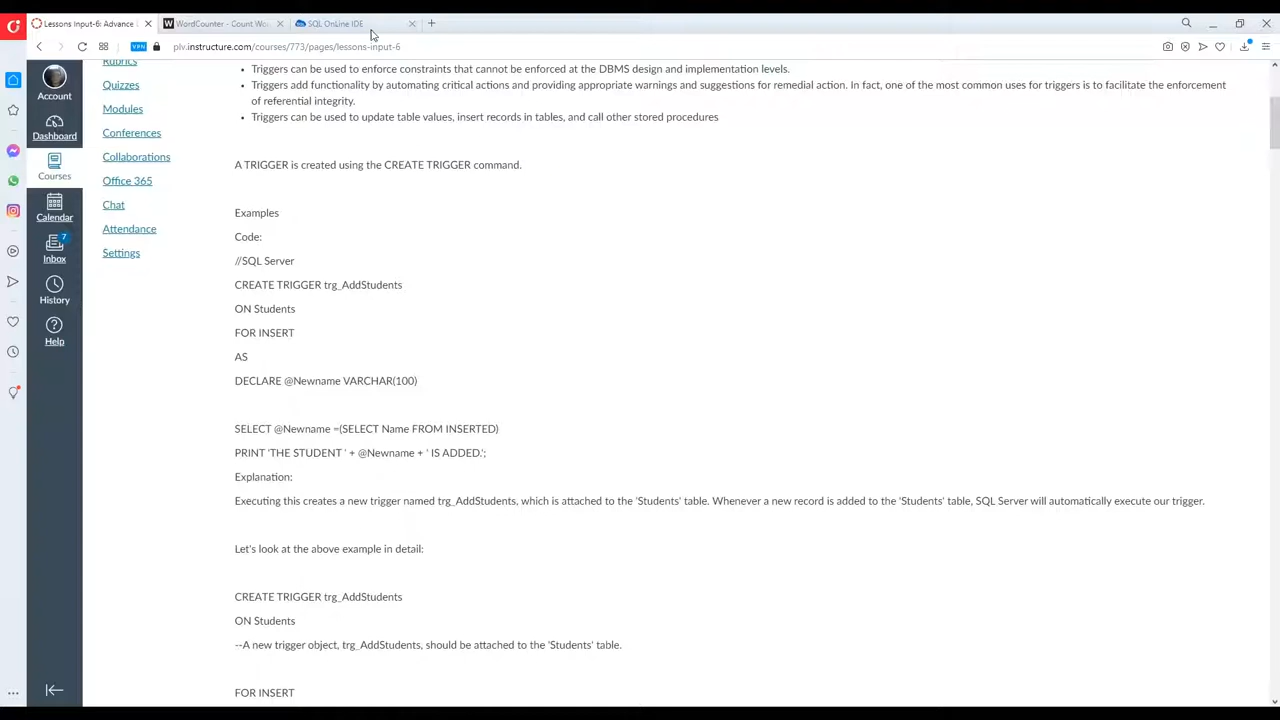 Lessons Input-6: Advance
WordCounter - Count Wo
SQL OnLine IDE
VPN
plv.instructure.com/courses/773/pages/lessons-input-6
Account
Dashboard
Courses
Calendar
7
Inbox
History
Help
Rubrics
Quizzes
Modules
Conferences
Collaborations
Office 365
Chat
Attendance
Settings
Triggers can be used to enforce constraints that cannot be enforced at the DBMS design and implementation levels.
Triggers add functionality by automating critical actions and providing appropriate warnings and suggestions for remedial action. In fact, one of the most common uses for triggers is to facilitate the enforcement
of referential integrity.
Triggers can be used to update table values, insert records in tables, and call other stored procedures
A TRIGGER is created using the CREATE TRIGGER command.
Examples
Code:
//SQL Server
CREATE TRIGGER trg_AddStudents
ON Students
FOR INSERT
AS
DECLARE @Newname VARCHAR(100)
SELECT @Newname =(SELECT Name FROM INSERTED)
PRINT 'THE STUDENT ' + @Newname + ' IS ADDED.';
Explanation:
Executing this creates a new trigger named trg_AddStudents, which is attached to the 'Students' table. Whenever a new record is added to the 'Students' table, SQL Server will automatically execute our trigger.
Let's look at the above example in detail:
CREATE TRIGGER trg_AddStudents
ON Students
--A new trigger object, trg_AddStudents, should be attached to the 'Students' table.
FOR INSERT